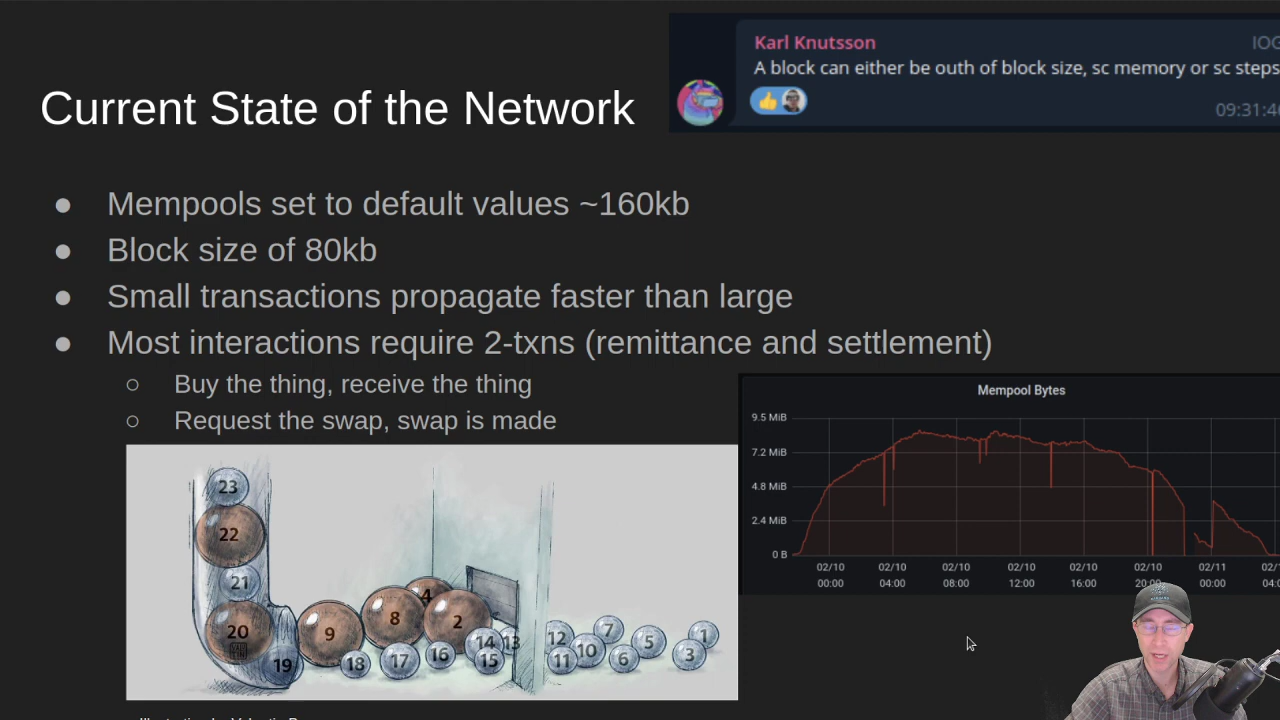 Karl Knutsson
A block can either be outh of block size, sc memory or sc steps
09:31:4
Current State of the Network
● Mempools set to default values ~160kb
● Block size of 80kb
● Small transactions propagate faster than large
● Most interactions require 2-txns (remittance and settlement)
○ Buy the thing, receive the thing
○ Request the swap, swap is made
Mempool Bytes
9.5 MiB
7.2 MiB
4.8 MiB
2.4 MiB
0 B
02/10 02/10 02/10 02/10 02/10 02/10 02/11
00:00 04:00 08:00 12:00 16:00 20:00 00:00
23
22
21
20
19
9
18
8
17
4
2
16
14
13
15
12
11
10
7
6
5
3
1